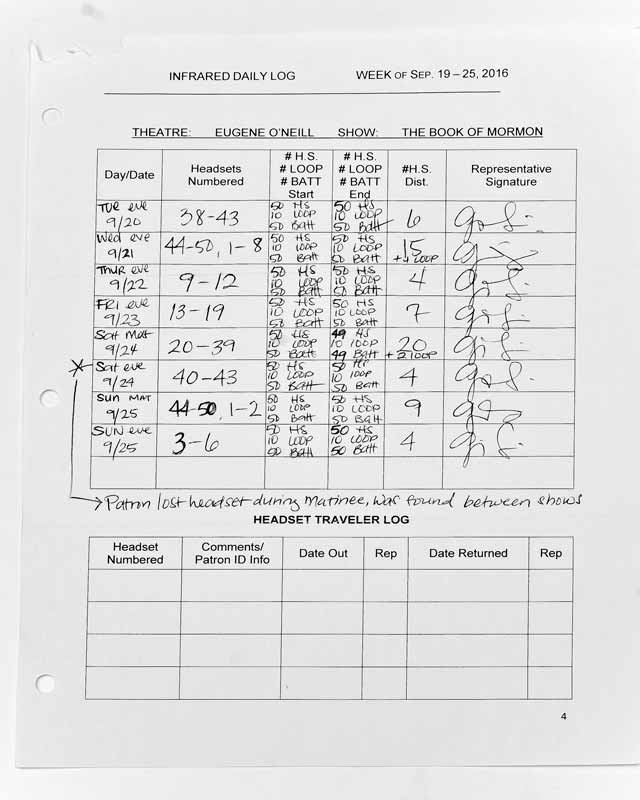 INFRARED DAILY LOG WEEK OF SEP. 19 – 25, 2016
THEATRE: EUGENE O'NEILL SHOW: THE BOOK OF MORMON
Day/Date Headsets Numbered # H.S. # LOOP # BATT Start # H.S. # LOOP # BATT End #H.S. Dist. Representative Signature
TUE eve 9/20 38-43 50 HS 10 LOOP 50 Batt 50 HS 10 LOOP 50 Batt 6
Wed eve 9/21 44-50, 1-8 50 HS 10 LOOP 50 Batt 50 HS 10 LOOP 50 Batt 15 +1 LOOP
THUR eve 9/22 9-12 50 HS 10 LOOP 50 Batt 50 HS 10 LOOP 50 Batt 4
FRI eve 9/23 13-19 50 HS 10 LOOP 50 Batt 50 HS 10 LOOP 50 Batt 7
Sat Mat 9/24 20-39 50 HS 10 LOOP 50 Batt 49 HS 10 LOOP 49 Batt 20 +2 LOOP
* Sat eve 9/24 40-43 50 HS 10 LOOP 50 Batt 50 HS 10 LOOP 50 Batt 4
SUN MAT 9/25 44-50, 1-2 50 HS 10 LOOP 50 Batt 50 HS 10 LOOP 50 Batt 9
SUN eve 9/25 3-6 50 HS 10 LOOP 50 Batt 50 HS 10 LOOP 50 Batt 4
Patron lost headset during Matinee, was found between shows
HEADSET TRAVELER LOG
Headset Numbered Comments/ Patron ID Info Date Out Rep Date Returned Rep
4